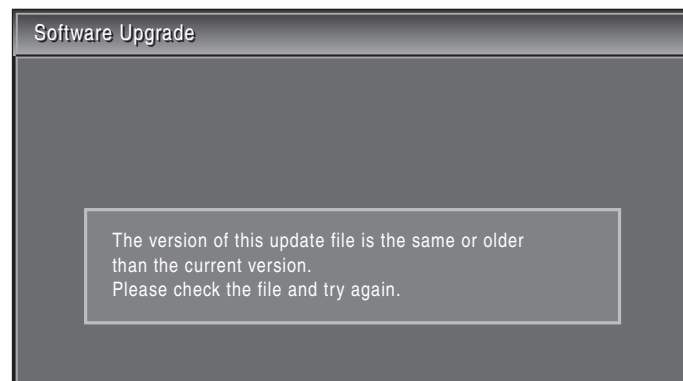 Software Upgrade
The version of this update file is the same or older
than the current version.
Please check the file and try again.